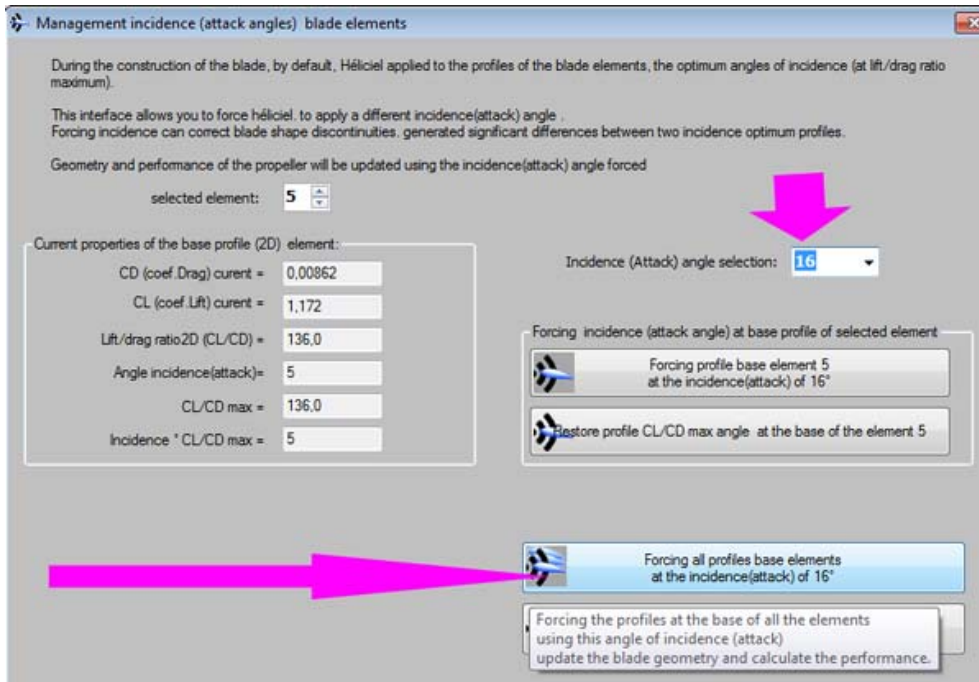 Management incidence (attack angles) blade elements
During the construction of the blade, by default, Héliciel applied to the profiles of the blade elements, the optimum angles of incidence (at lift/drag ratio
maximum).
This interface allows you to force héliciel. to apply a different incidence(attack) angle .
Forcing incidence can correct blade shape discontinuities. generated significant differences between two incidence optimum profiles.
Geometry and performance of the propeller will be updated using the incidence(attack) angle forced
selected element: 5
Current properties of the base profile (2D) element:
CD (coef.Drag) curent = 0,00862
CL (coef.Lift) curent = 1,172
Lift/drag ratio2D (CL/CD) = 136,0
Angle incidence(attack)= 5
CL/CD max = 136,0
Incidence ° CL/CD max = 5
Incidence (Attack) angle selection: 16
Forcing incidence (attack angle) at base profile of selected element
Forcing profile base element 5
at the incidence(attack) of 16°
Restore profile CL/CD max angle at the base of the element 5
Forcing all profiles base elements
at the incidence(attack) of 16°
Forcing the profiles at the base of all the elements
using this angle of incidence (attack)
update the blade geometry and calculate the performance.